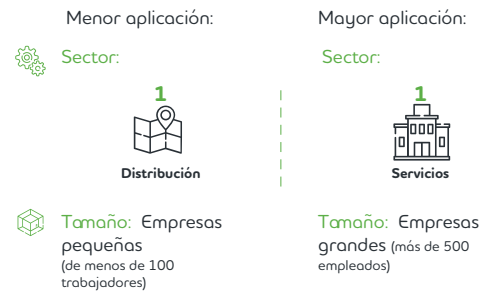 Menor aplicación:
Sector:
1
Distribución
Tamaño: Empresas
pequeñas
(de menos de 100
trabajadores)
Mayor aplicación:
Sector:
1
Servicios
Tamaño: Empresas
grandes (más de 500
empleados)